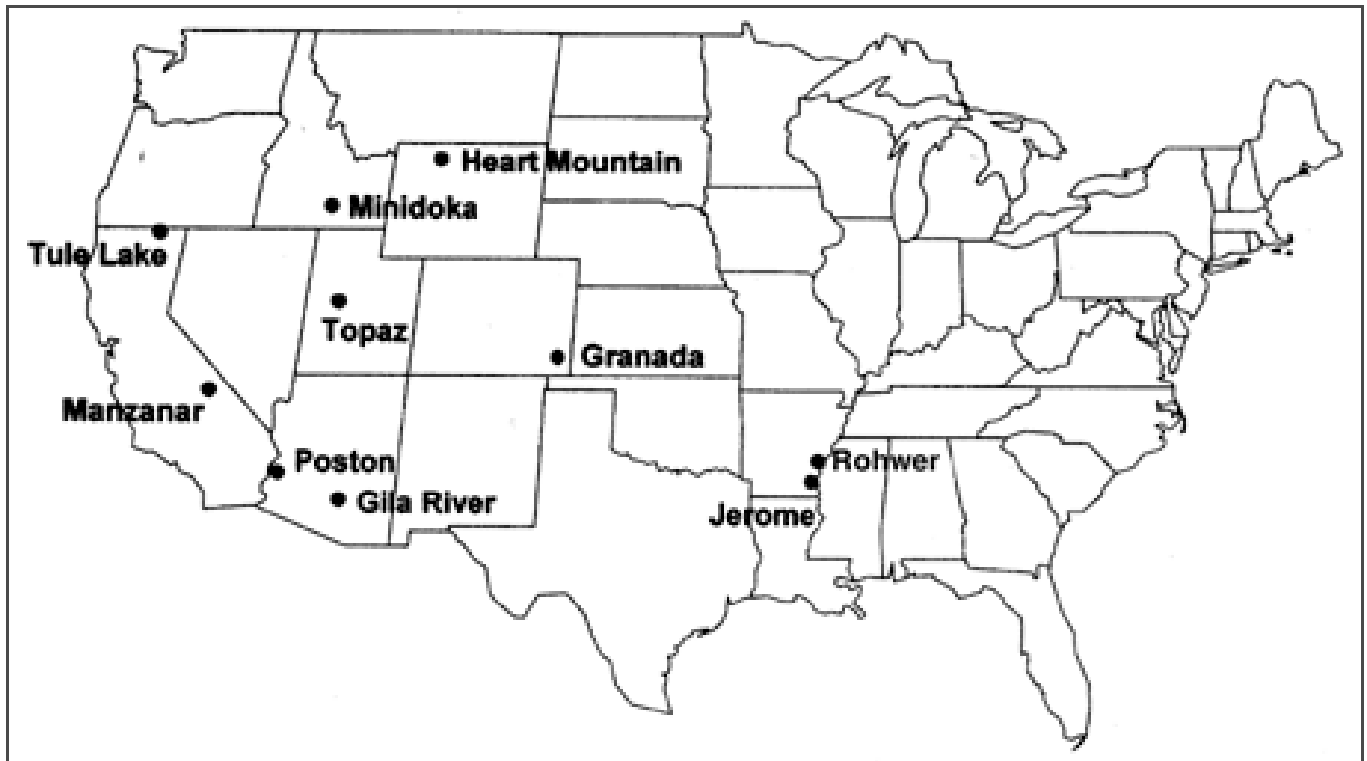 Heart Mountain
Minidoka
Tule Lake
Topaz
Granada
Manzanar
Poston
Rohwer
Gila River
Jerome